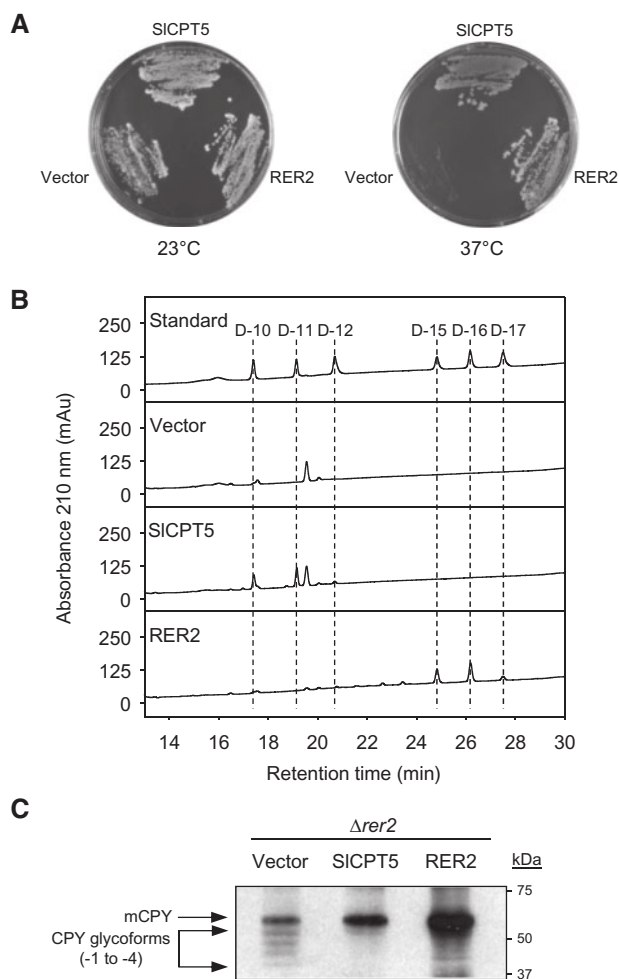 A
SlCPT5
SlCPT5
Vector
RER2
Vector
RER2
23°C
37°C
B
Absorbance 210 nm (mAu)
Standard
D-10 D-11 D-12 D-15 D-16 D-17
250
125
0
Vector
250
125
0
SlCPT5
250
125
0
RER2
250
125
0
14 16 18 20 22 24 26 28 30
Retention time (min)
C
Δrer2
Vector SlCPT5 RER2 kDa
mCPY
CPY glycoforms
(-1 to -4)
75
50
37